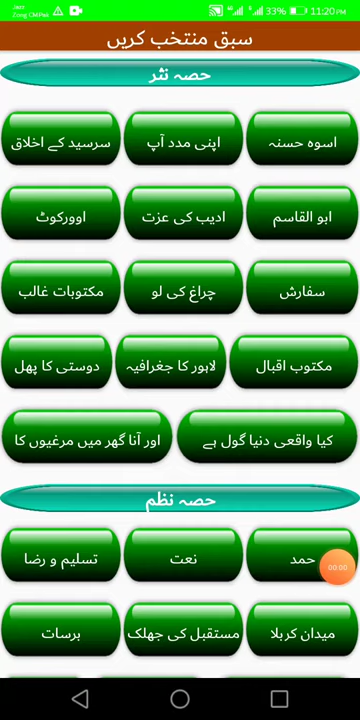 Jazz
Zong CMPak 33% 11:20 PM
سبق منتخب کریں
حصہ نثر
اسوہ حسنہ اپنی مدد آپ سرسید کے اخلاق
ابو القاسم ادیب کی عزت اوورکوٹ
سفارش چراغ کی لو مکتوبات غالب
مکتوب اقبال لاہور کا جغرافیہ دوستی کا پھل
کیا واقعی دنیا گول ہے اور آنا گھر میں مرغیوں کا
حصہ نظم
حمد نعت تسلیم و رضا
00:00
میدان کربلا مستقبل کی جھلک برسات